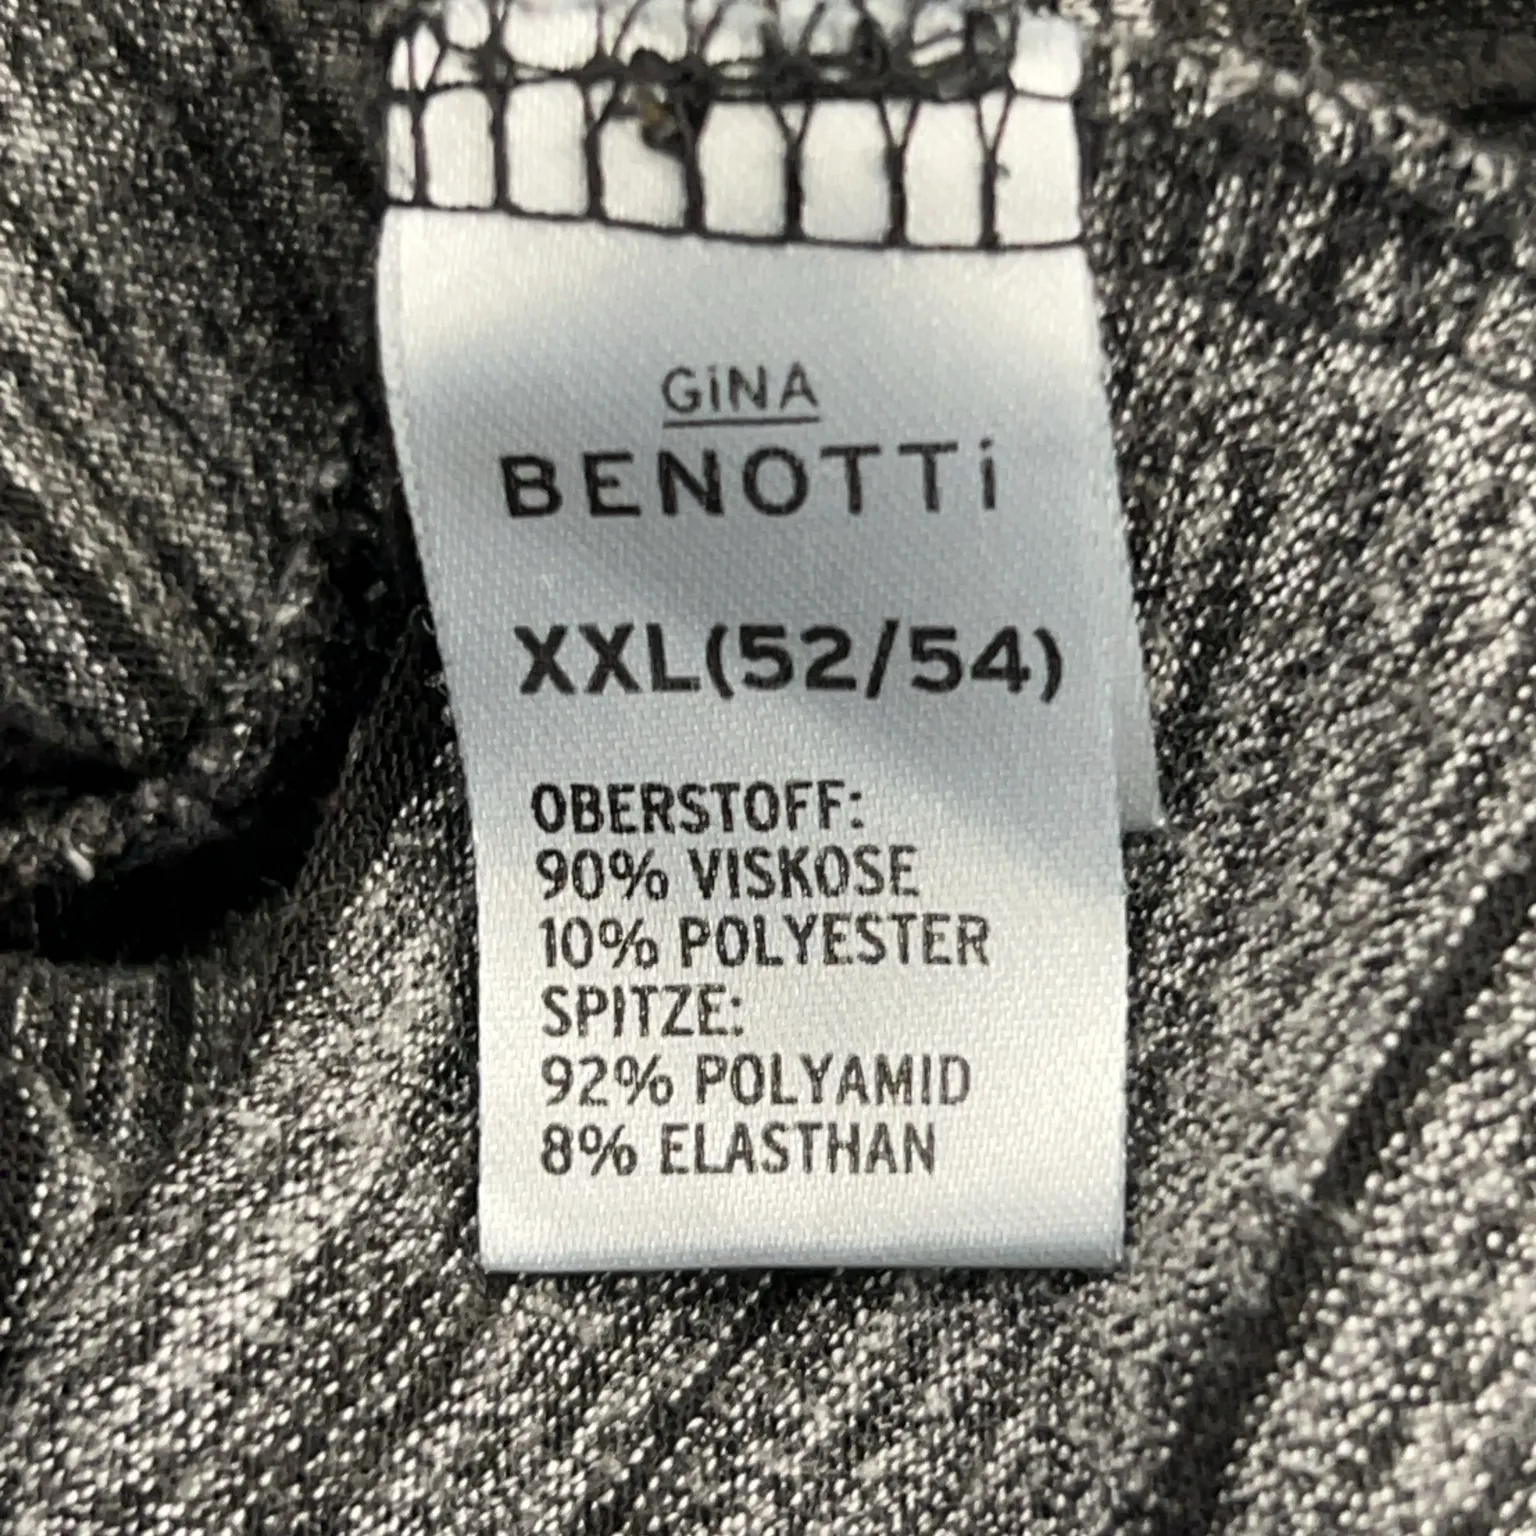 GiNA
BENOTTi
XXL(52/54)
OBERSTOFF:
90% VISKOSE
10% POLYESTER
SPITZE:
92% POLYAMID
8% ELASTHAN